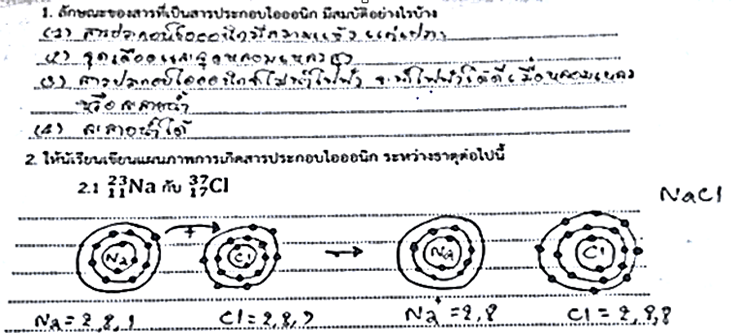 1. ลักษณะของสารที่เป็นสารประกอบไอออนิก มีสมบัติอย่างไรบ้าง
(1) สารประกอบไอออนิกมีความแข็ง แต่เปราะ
(2) จุดเดือดและจุดหลอมเหลวสูง
(3) สารประกอบไอออนิกไม่นำไฟฟ้า จะนำไฟฟ้าได้ดีเมื่อหลอมเหลว
หรือละลายน้ำ
(4) ละลายน้ำได้
2. ให้นักเรียนเขียนแผนภาพการเกิดสารประกอบไอออนิก ระหว่างธาตุต่อไปนี้
2.1 ²³₁₁Na กับ ³⁷₁₇Cl
NaCl
Na + Cl → Na Cl
Na = 2,8,1 Cl = 2,8,7 Na⁺ = 2,8 Cl = 2,8,8